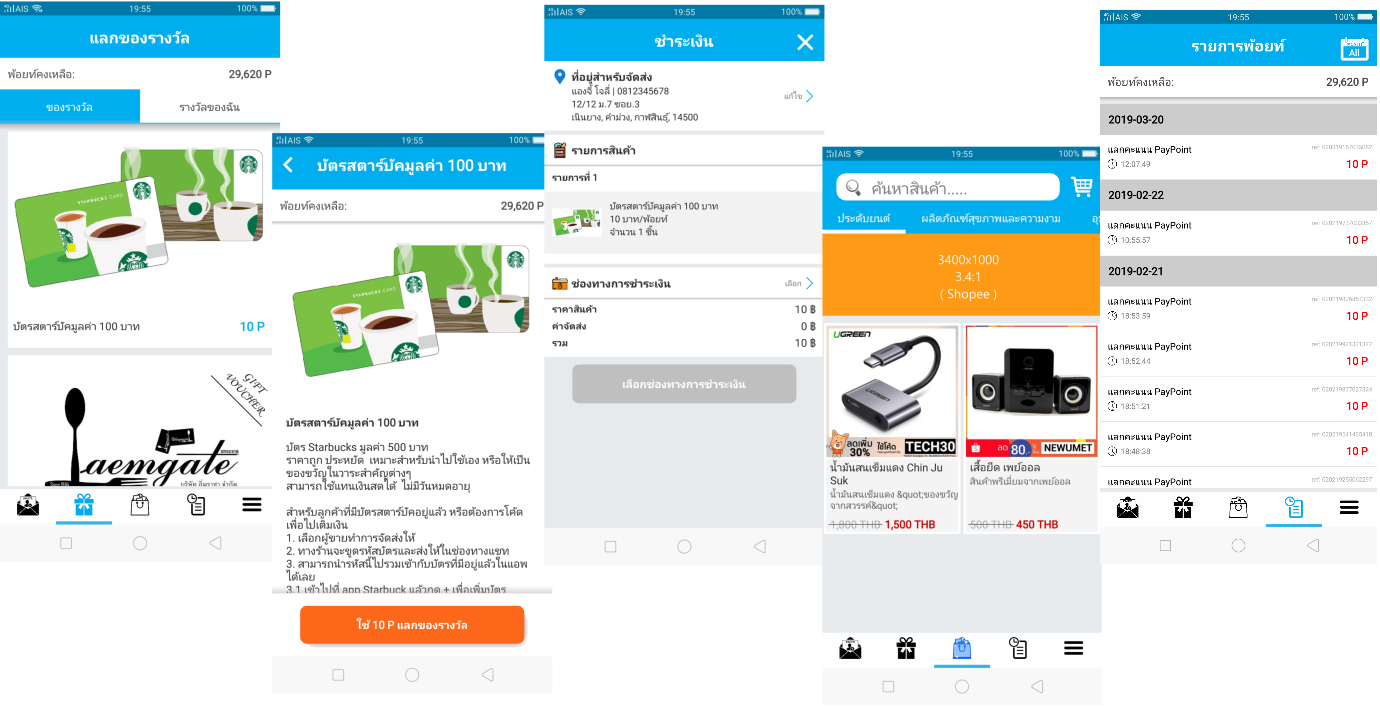 AIS 19:55 100%
แลกของรางวัล
พ้อยท์คงเหลือ: 29,620 P
ของรางวัล รางวัลของฉัน
STARBUCKS CARD
บัตรสตาร์บัคมูลค่า 100 บาท 10 P
GIFT
VOUCHER
Laemgate
AIS 19:55 100%
บัตรสตาร์บัคมูลค่า 100 บาท
พ้อยท์คงเหลือ: 29,620 P
STARBUCKS CARD
บัตรสตาร์บัคมูลค่า 100 บาท
บัตร Starbucks มูลค่า 500 บาท
ราคาถูก ประหยัด เหมาะสำหรับนำไปใช้เอง หรือให้เป็น
ของขวัญในวาระสำคัญต่างๆ
สามารถใช้แทนเงินสดได้ ไม่มีวันหมดอายุ
สำหรับลูกค้าที่มีบัตรสตาร์บัคอยู่แล้ว หรือต้องการโค้ด
เพื่อไปเติมเงิน
1. เลือกผู้ขายทำการจัดส่งให้
2. ทางร้านจะขูดรหัสบัตรและส่งให้ในช่องทางแชท
3. สามารถนำรหัสนี้ไปรวมเข้ากับบัตรที่มีอยู่แล้วในแอพ
ได้เลย
3.1 เข้าไปที่ app Starbuck แล้วกด + เพื่อเพิ่มบัตร
ใช้ 10 P แลกของรางวัล
AIS 19:55 100%
ชำระเงิน
ที่อยู่สำหรับจัดส่ง
แองจี้ โจลี่ | 0812345678
12/12 ม.7 ซอย.3
เนินยาง, คำม่วง, กาฬสินธุ์, 14500
แก้ไข
รายการสินค้า
รายการที่ 1
บัตรสตาร์บัคมูลค่า 100 บาท
10 บาท/พ้อยท์
จำนวน 1 ชิ้น
ช่องทางการชำระเงิน เลือก
ราคาสินค้า 10 ฿
ค่าจัดส่ง 0 ฿
รวม 10 ฿
เลือกช่องทางการชำระเงิน
AIS 19:55 100%
ค้นหาสินค้า.....
ประดับยนต์ ผลิตภัณฑ์สุขภาพและความงาม
3400x1000
3.4:1
( Shopee )
UGREEN
ลดเพิ่ม 30% ใช้โค้ด TECH30
น้ำมันสนเข็มแดง Chin Ju
Suk
น้ำมันสนเข็มแดง &quot;ของขวัญ
จากสวรรค์&quot;
1,800 THB 1,500 THB
ลด 80 NEWUMET
เสื้อยืด เพย์ออล
สินค้าพรีเมี่ยมจากเพย์ออล
500 THB 450 THB
AIS 19:55 100%
รายการพ้อยท์
All
พ้อยท์คงเหลือ: 29,620 P
2019-03-20
แลกคะแนน PayPoint
12:07:49 10 P
2019-02-22
แลกคะแนน PayPoint
10:55:57 10 P
2019-02-21
แลกคะแนน PayPoint
18:53:59 10 P
แลกคะแนน PayPoint
18:52:44 10 P
แลกคะแนน PayPoint
18:51:21 10 P
แลกคะแนน PayPoint
18:48:38 10 P
แลกคะแนน PayPoint